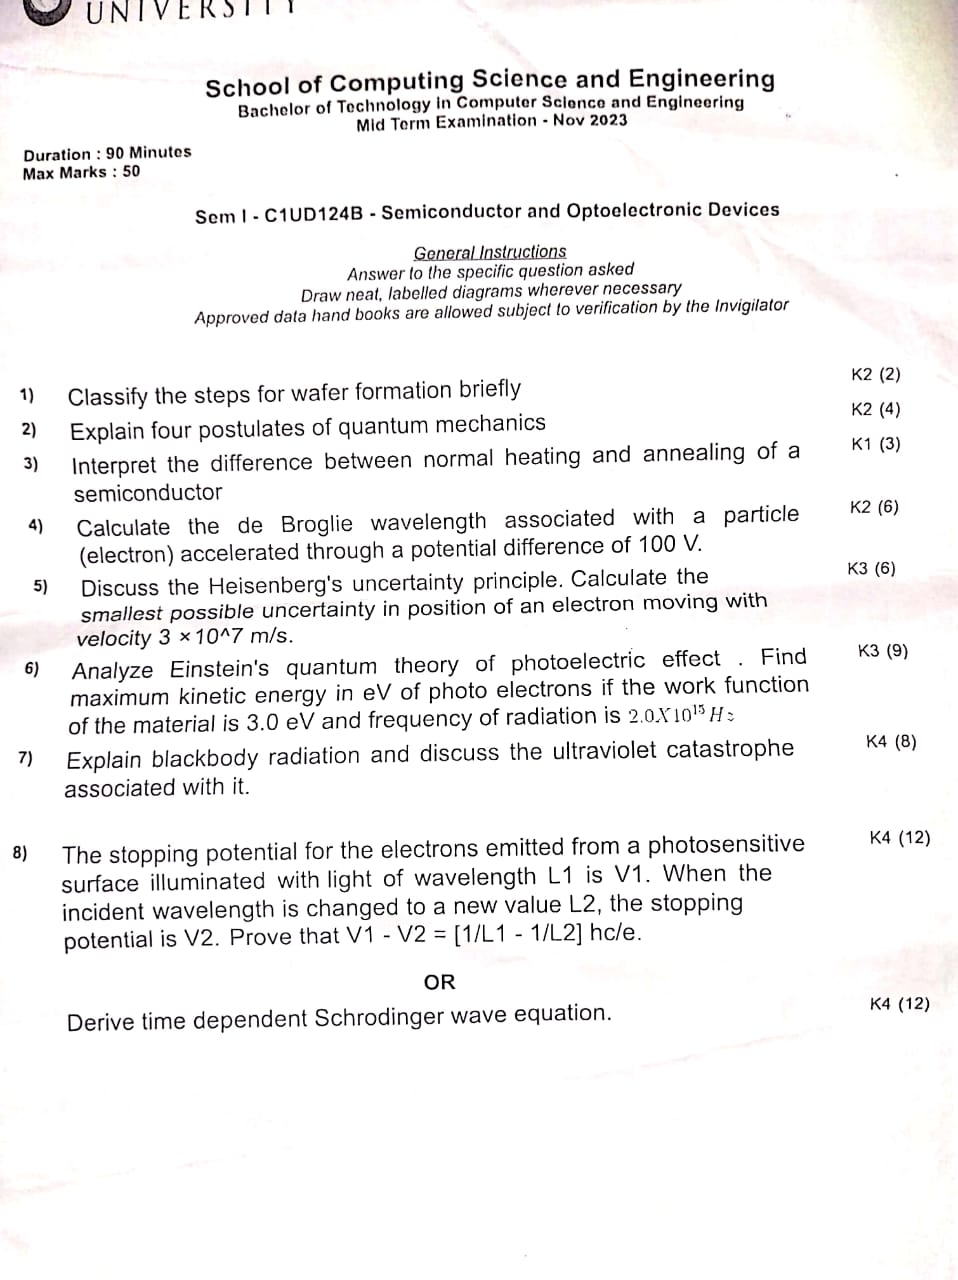 UNIVERSITY
School of Computing Science and Engineering
Bachelor of Technology in Computer Science and Engineering
Mid Term Examination - Nov 2023
Duration : 90 Minutes
Max Marks : 50
Sem I - C1UD124B - Semiconductor and Optoelectronic Devices
General Instructions
Answer to the specific question asked
Draw neat, labelled diagrams wherever necessary
Approved data hand books are allowed subject to verification by the Invigilator
1) Classify the steps for wafer formation briefly K2 (2)
2) Explain four postulates of quantum mechanics K2 (4)
3) Interpret the difference between normal heating and annealing of a K1 (3)
semiconductor
4) Calculate the de Broglie wavelength associated with a particle K2 (6)
(electron) accelerated through a potential difference of 100 V.
5) Discuss the Heisenberg's uncertainty principle. Calculate the K3 (6)
smallest possible uncertainty in position of an electron moving with
velocity 3 ×10^7 m/s.
6) Analyze Einstein's quantum theory of photoelectric effect . Find K3 (9)
maximum kinetic energy in eV of photo electrons if the work function
of the material is 3.0 eV and frequency of radiation is 2.0X10¹⁵ Hz
7) Explain blackbody radiation and discuss the ultraviolet catastrophe K4 (8)
associated with it.
8) The stopping potential for the electrons emitted from a photosensitive K4 (12)
surface illuminated with light of wavelength L1 is V1. When the
incident wavelength is changed to a new value L2, the stopping
potential is V2. Prove that V1 - V2 = [1/L1 - 1/L2] hc/e.
OR
Derive time dependent Schrodinger wave equation. K4 (12)